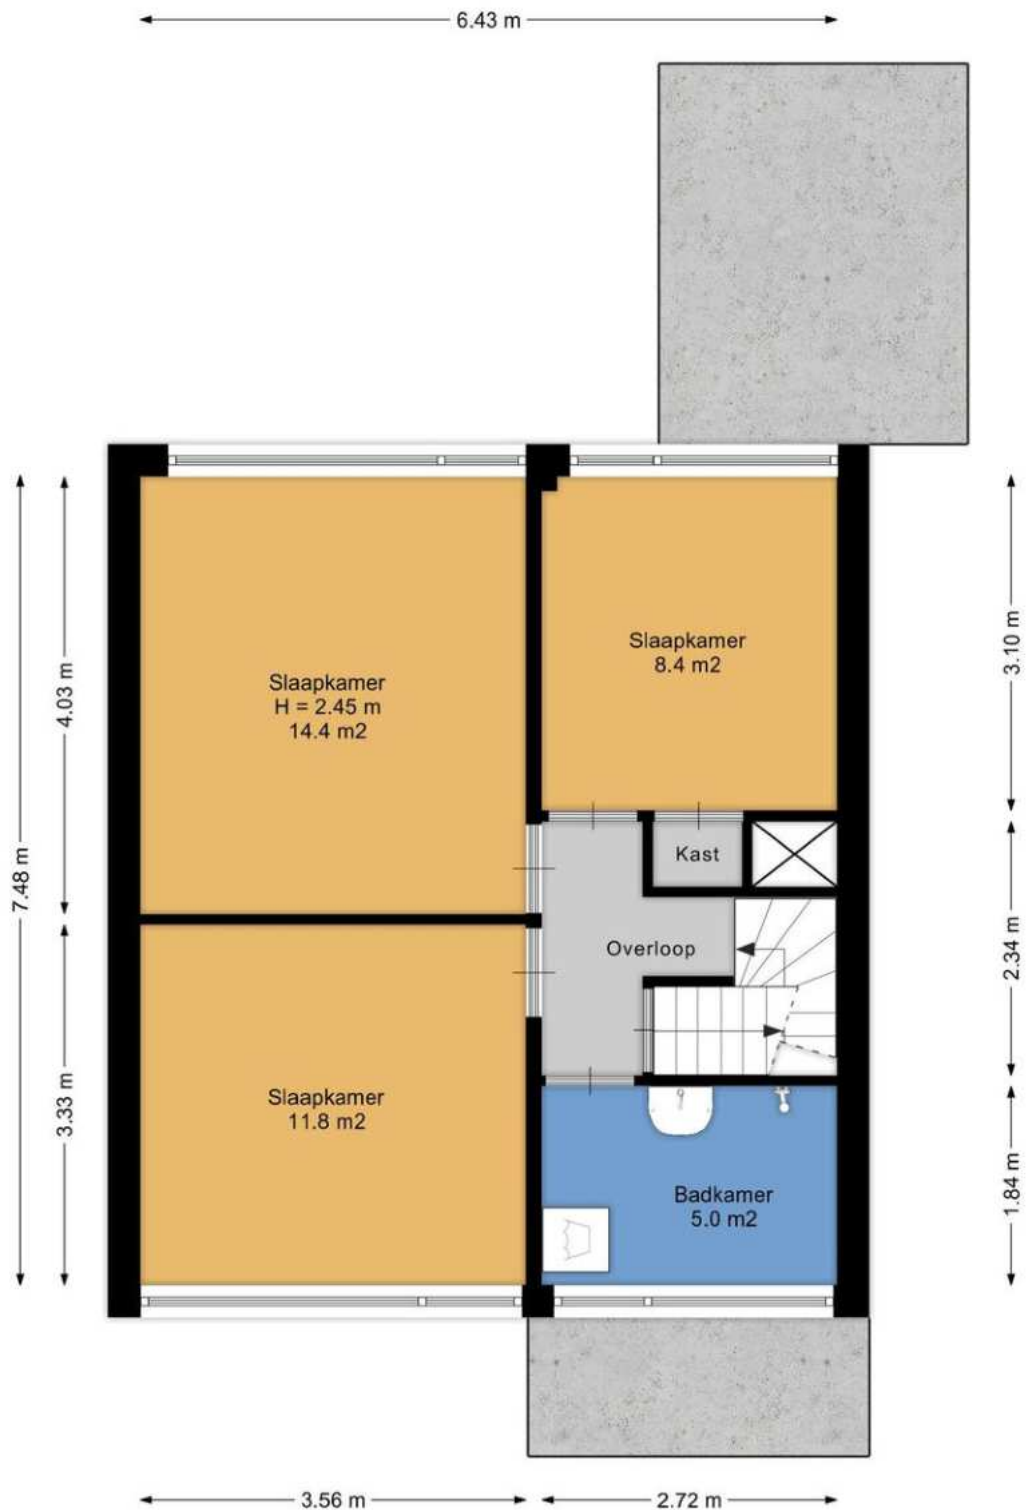 6.43 m
Slaapkamer
8.4 m2
3.10 m
Slaapkamer
H = 2.45 m
14.4 m2
4.03 m
7.48 m
Kast
Overloop
2.34 m
Slaapkamer
11.8 m2
3.33 m
Badkamer
5.0 m2
1.84 m
3.56 m
2.72 m